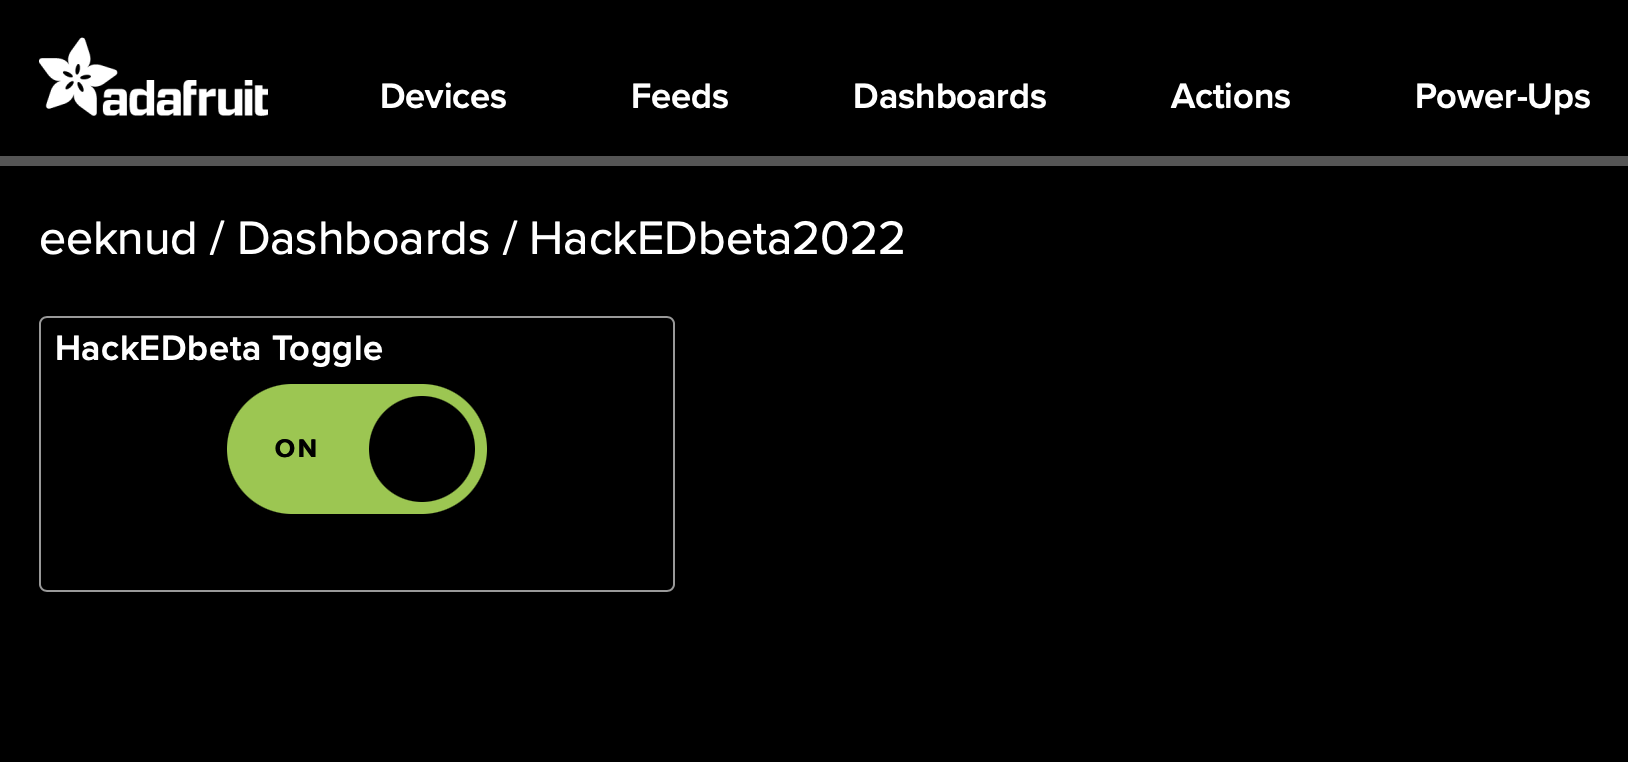 adafruit
Devices Feeds Dashboards Actions Power-Ups
eeknud / Dashboards / HackEDbeta2022
HackEDbeta Toggle
ON